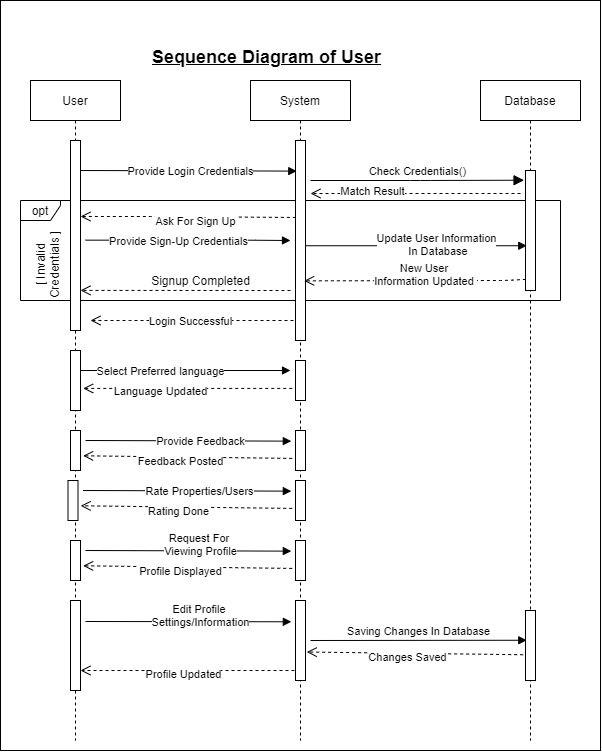 Sequence Diagram of User
User
System
Database
Provide Login Credentials
Check Credentials()
Match Result
opt
[ Invalid
Credentials ]
Ask For Sign Up
Provide Sign-Up Credentials
Update User Information
In Database
New User
Information Updated
Signup Completed
Login Successful
Select Preferred language
Language Updated
Provide Feedback
Feedback Posted
Rate Properties/Users
Rating Done
Request For
Viewing Profile
Profile Displayed
Edit Profile
Settings/Information
Saving Changes In Database
Changes Saved
Profile Updated